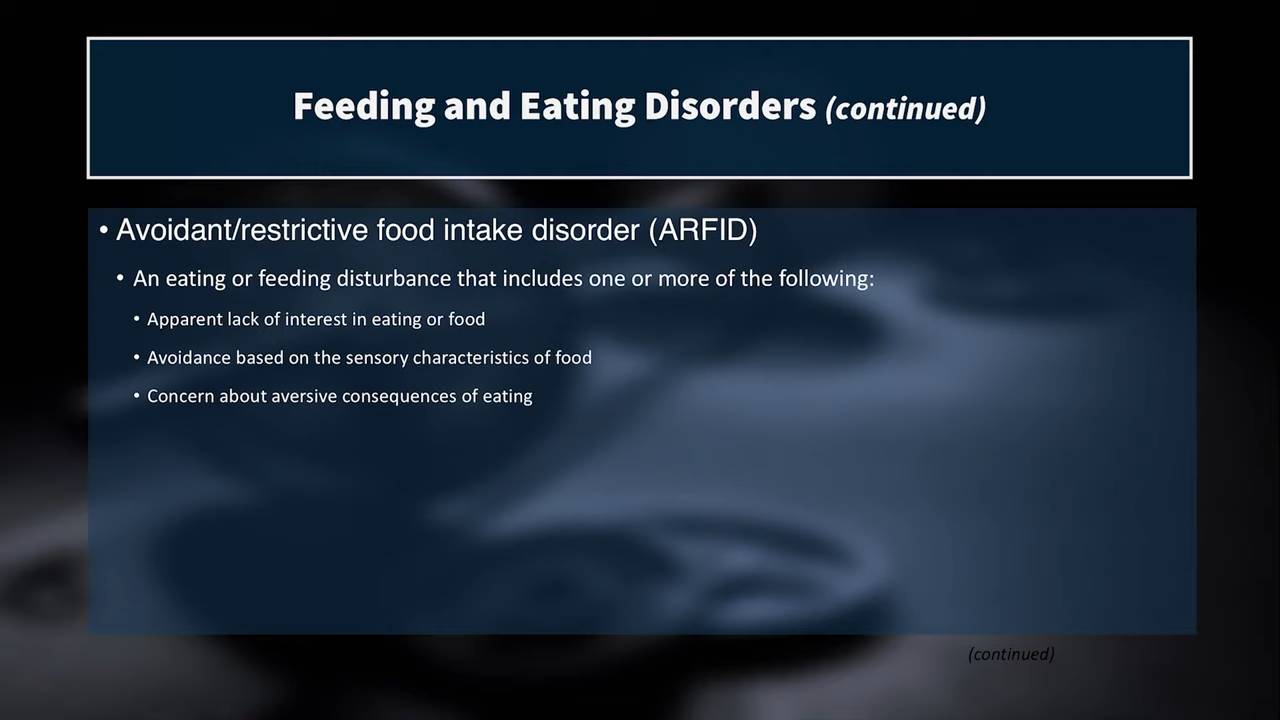 Feeding and Eating Disorders (continued)
• Avoidant/restrictive food intake disorder (ARFID)
• An eating or feeding disturbance that includes one or more of the following:
• Apparent lack of interest in eating or food
• Avoidance based on the sensory characteristics of food
• Concern about aversive consequences of eating
(continued)